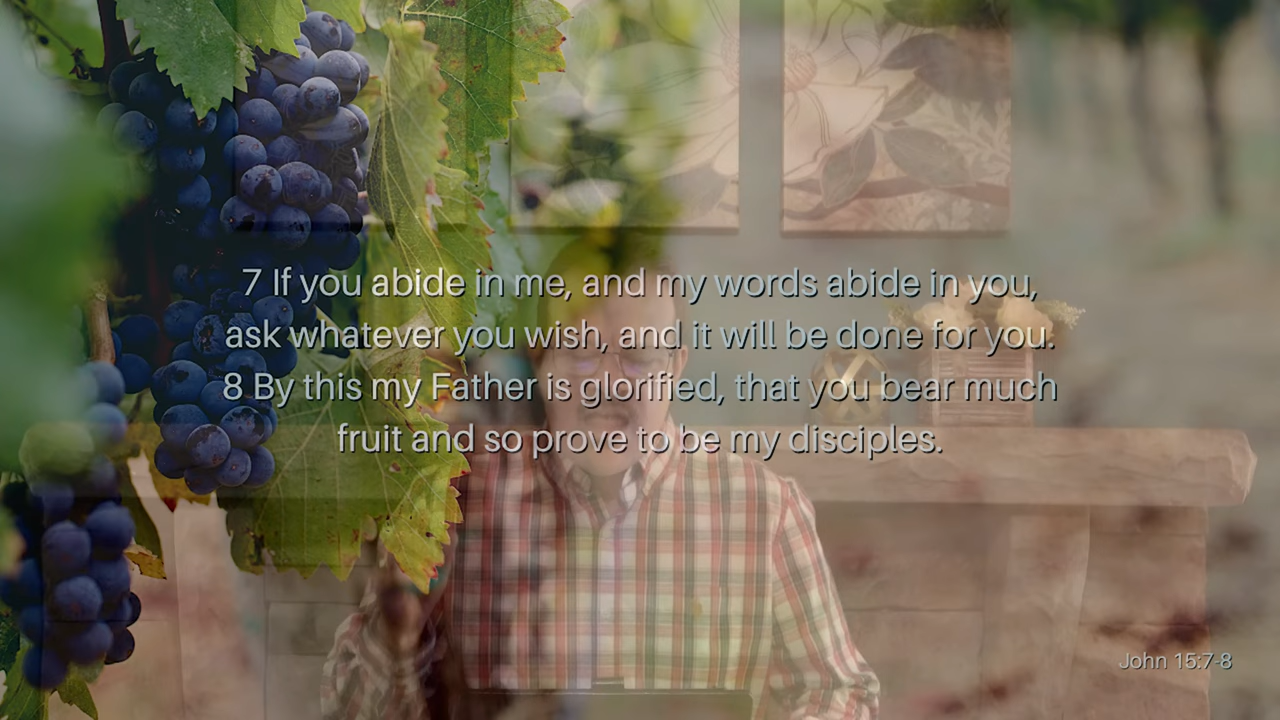 7 If you abide in me, and my words abide in you,
ask whatever you wish, and it will be done for you.
8 By this my Father is glorified, that you bear much
fruit and so prove to be my disciples.
John 15:7-8